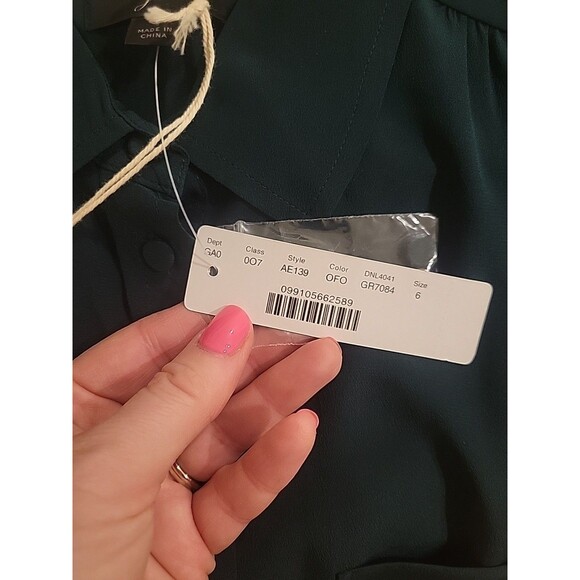 MADE IN
CHINA
Dept Class Style Color DNL4041 Size
GA0 0O7 AE139 OFO GR7084 6
099105662589